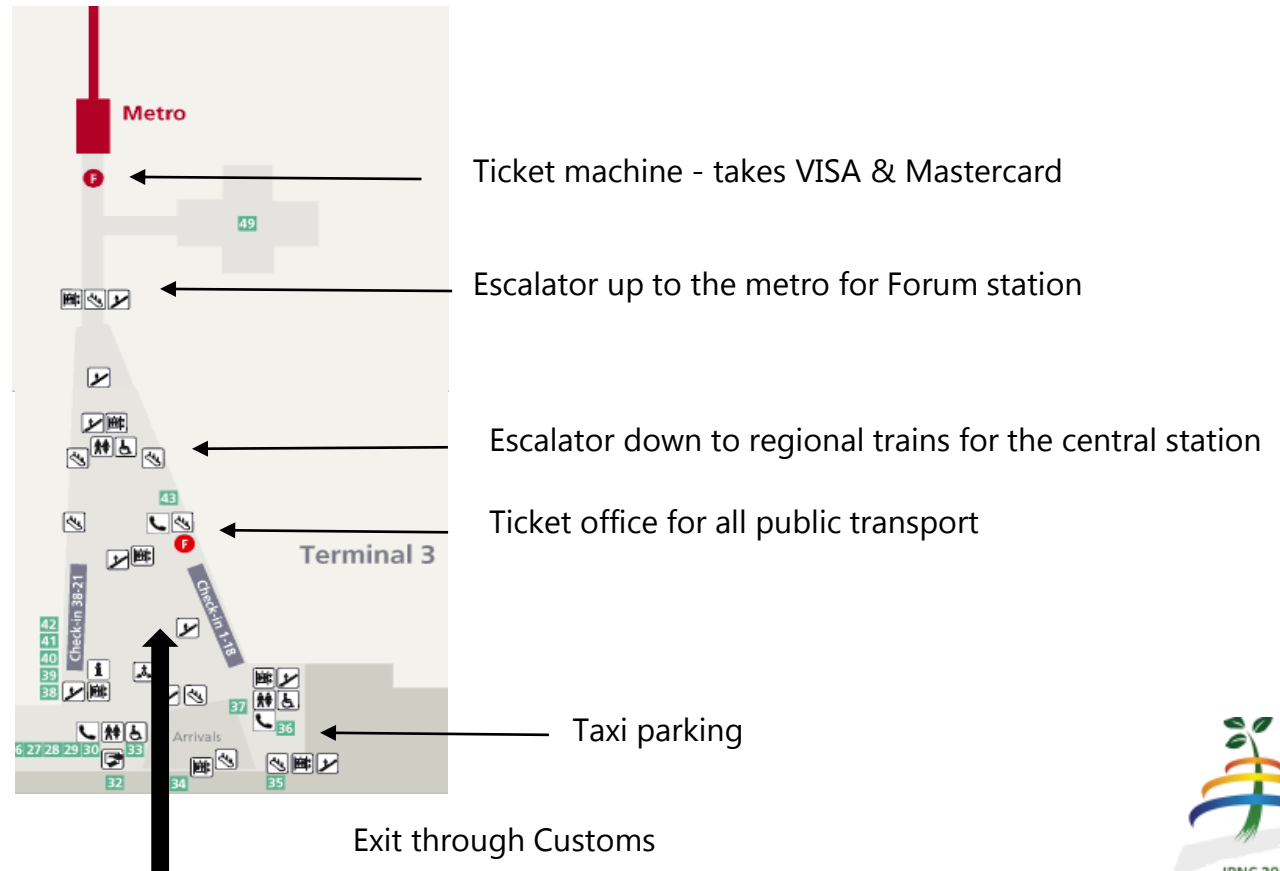 Metro
F
Ticket machine - takes VISA & Mastercard
49
Escalator up to the metro for Forum station
Escalator down to regional trains for the central station
43
Ticket office for all public transport
F
Terminal 3
Check-in 38-21
Check-in 1-18
42
41
40
39
38
i
37
36
Taxi parking
Arrivals
6 27 28 29 30 33
32
34
35
Exit through Customs